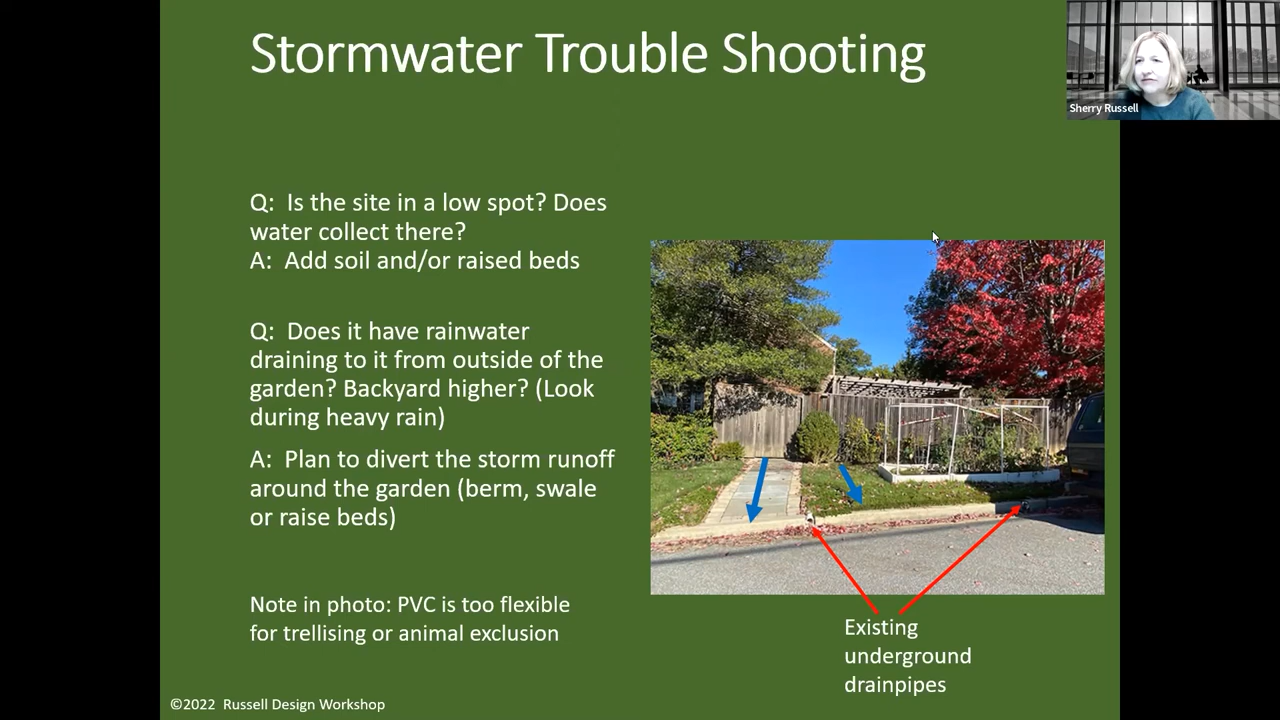 Stormwater Trouble Shooting
Sherry Russell
Q:  Is the site in a low spot? Does
water collect there?
A:  Add soil and/or raised beds
Q:  Does it have rainwater
draining to it from outside of the
garden? Backyard higher? (Look
during heavy rain)
A:  Plan to divert the storm runoff
around the garden (berm, swale
or raise beds)
Note in photo: PVC is too flexible
for trellising or animal exclusion
Existing
underground
drainpipes
©2022  Russell Design Workshop